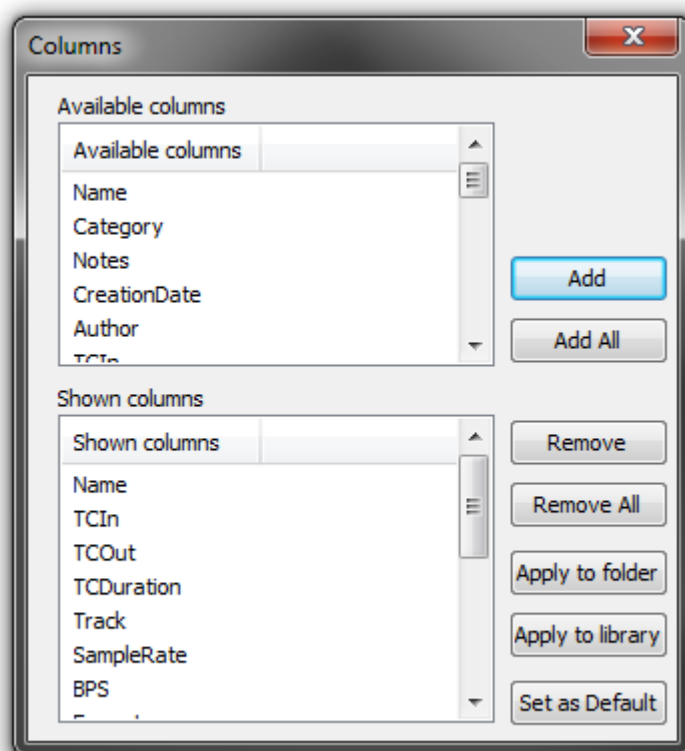 Columns
Available columns
Available columns
Name
Category
Notes
CreationDate
Author
TCIn
Add
Add All
Shown columns
Shown columns
Name
TCIn
TCOut
TCDuration
Track
SampleRate
BPS
Remove
Remove All
Apply to folder
Apply to library
Set as Default